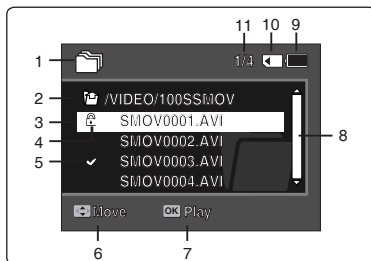 11 10 9
1 1/4
2 /VIDEO/100SSMOV
3 SMOV0001.AVI
4 SMOV0002.AVI 8
5 SMOV0003.AVI
SMOV0004.AVI
Move OK Play
6 7